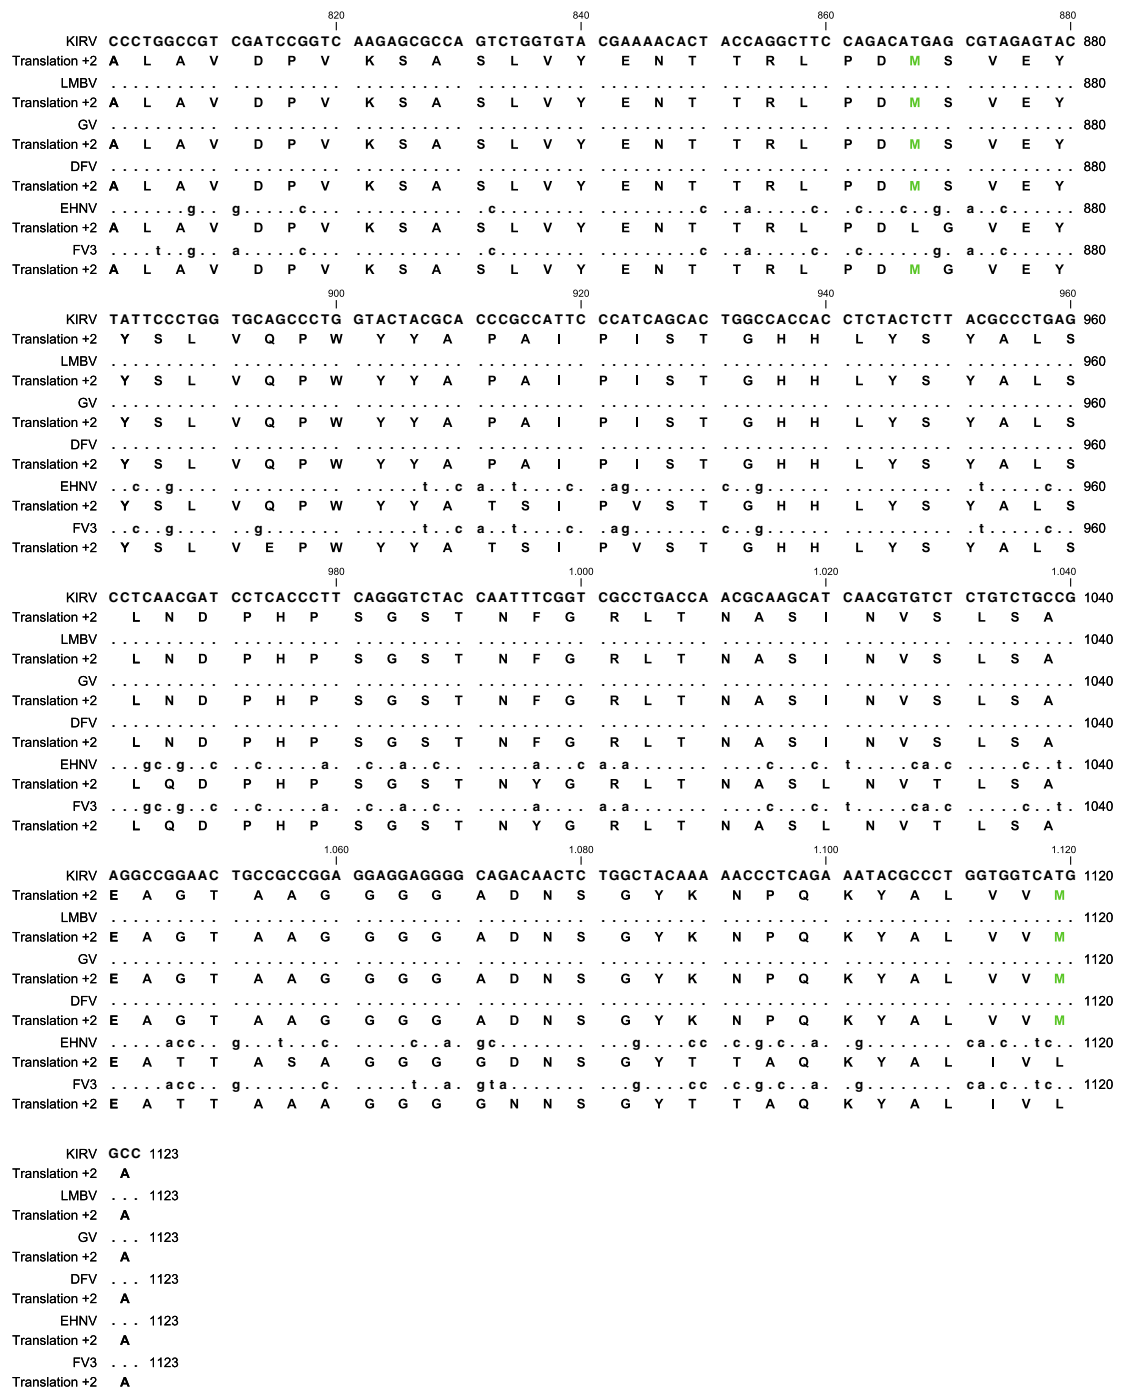 820 840 860 880
KIRV CCCTGGCCGT CGATCCGGTC AAGAGCGCCA GTCTGGTGTA CGAAAACACT ACCAGGCTTC CAGACATGAG CGTAGAGTAC 880
Translation +2 A L A V D P V K S A S L V Y E N T T R L P D M S V E Y
LMBV .......... .......... .......... .......... .......... .......... .......... .......... 880
Translation +2 A L A V D P V K S A S L V Y E N T T R L P D M S V E Y
GV .......... .......... .......... .......... .......... .......... .......... .......... 880
Translation +2 A L A V D P V K S A S L V Y E N T T R L P D M S V E Y
DFV .......... .......... .......... .......... .......... .......... .......... .......... 880
Translation +2 A L A V D P V K S A S L V Y E N T T R L P D M S V E Y
EHNV .......g.. g.....c... .......... .c........ .........c ..a.....c. .c...c..g. a..c...... 880
Translation +2 A L A V D P V K S A S L V Y E N T T R L P D L G V E Y
FV3 ....t..g.. a.....c... .......... .c........ .........c ..a.....c. .c......g. a..c...... 880
Translation +2 A L A V D P V K S A S L V Y E N T T R L P D M G V E Y
900 920 940 960
KIRV TATTCCCTGG TGCAGCCCTG GTACTACGCA CCCGCCATTC CCATCAGCAC TGGCCACCAC CTCTACTCTT ACGCCCTGAG 960
Translation +2 Y S L V Q P W Y Y A P A I P I S T G H H L Y S Y A L S
LMBV .......... .......... .......... .......... .......... .......... .......... .......... 960
Translation +2 Y S L V Q P W Y Y A P A I P I S T G H H L Y S Y A L S
GV .......... .......... .......... .......... .......... .......... .......... .......... 960
Translation +2 Y S L V Q P W Y Y A P A I P I S T G H H L Y S Y A L S
DFV .......... .......... .......... .......... .......... .......... .......... .......... 960
Translation +2 Y S L V Q P W Y Y A P A I P I S T G H H L Y S Y A L S
EHNV ..c..g.... .......... ......t..c a..t....c. .ag....... c..g...... .......... .t.....c.. 960
Translation +2 Y S L V Q P W Y Y A T S I P V S T G H H L Y S Y A L S
FV3 ..c..g.... ..g....... ......t..c a..t....c. .ag....... c..g...... .......... .t.....c.. 960
Translation +2 Y S L V E P W Y Y A T S I P V S T G H H L Y S Y A L S
980 1.000 1.020 1.040
KIRV CCTCAACGAT CCTCACCCTT CAGGGTCTAC CAATTTCGGT CGCCTGACCA ACGCAAGCAT CAACGTGTCT CTGTCTGCCG 1040
Translation +2 L N D P H P S G S T N F G R L T N A S I N V S L S A
LMBV .......... .......... .......... .......... .......... .......... .......... .......... 1040
Translation +2 L N D P H P S G S T N F G R L T N A S I N V S L S A
GV .......... .......... .......... .......... .......... .......... .......... .......... 1040
Translation +2 L N D P H P S G S T N F G R L T N A S I N V S L S A
DFV .......... .......... .......... .......... .......... .......... .......... .......... 1040
Translation +2 L N D P H P S G S T N F G R L T N A S I N V S L S A
EHNV ...gc.g..c ..c.....a. .c..a..c.. .....a...c a.a....... ....c...c. t.....ca.c .....c..t. 1040
Translation +2 L Q D P H P S G S T N Y G R L T N A S L N V T L S A
FV3 ...gc.g..c ..c.....a. .c..a..c.. .....a.... a.a....... ....c...c. t.....ca.c .....c..t. 1040
Translation +2 L Q D P H P S G S T N Y G R L T N A S L N V T L S A
1.060 1.080 1.100 1.120
KIRV AGGCCGGAAC TGCCGCCGGA GGAGGAGGGG CAGACAACTC TGGCTACAAA AACCCTCAGA AATACGCCCT GGTGGTCATG 1120
Translation +2 E A G T A A G G G G A D N S G Y K N P Q K Y A L V V M
LMBV .......... .......... .......... .......... .......... .......... .......... .......... 1120
Translation +2 E A G T A A G G G G A D N S G Y K N P Q K Y A L V V M
GV .......... .......... .......... .......... .......... .......... .......... .......... 1120
Translation +2 E A G T A A G G G G A D N S G Y K N P Q K Y A L V V M
DFV .......... .......... .......... .......... .......... .......... .......... .......... 1120
Translation +2 E A G T A A G G G G A D N S G Y K N P Q K Y A L V V M
EHNV .....acc.. g...t...c. .....c..a. gc........ ...g....cc .c.g.c..a. .g........ ca.c..tc.. 1120
Translation +2 E A T T A S A G G G G D N S G Y T T A Q K Y A L I V L
FV3 .....acc.. g.......c. .....t..a. gta....... ...g....cc .c.g.c..a. .g........ ca.c..tc.. 1120
Translation +2 E A T T A A A G G G G N N S G Y T T A Q K Y A L I V L
KIRV GCC 1123
Translation +2 A
LMBV ... 1123
Translation +2 A
GV ... 1123
Translation +2 A
DFV ... 1123
Translation +2 A
EHNV ... 1123
Translation +2 A
FV3 ... 1123
Translation +2 A